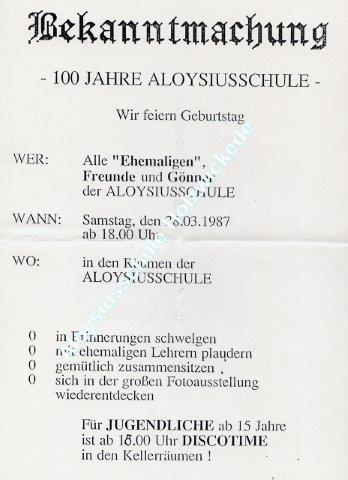 Bekanntmachung
- 100 JAHRE ALOYSIUSSCHULE -
Wir feiern Geburtstag
WER: Alle "Ehemaligen",
Freunde und Gönner
der ALOYSIUSSCHULE
WANN: Samstag, den 28.03.1987
ab 18.00 Uhr
WO: in den Räumen der
ALOYSIUSSCHULE
0 in Erinnerungen schwelgen
0 mit ehemaligen Lehrern plaudern
0 gemütlich zusammensitzen
0 sich in der großen Fotoausstellung
wiederentdecken
Für JUGENDLICHE ab 15 Jahre
ist ab 18.00 Uhr DISCOTIME
in den Kellerräumen !
aloysiusschule-holzwickede.de